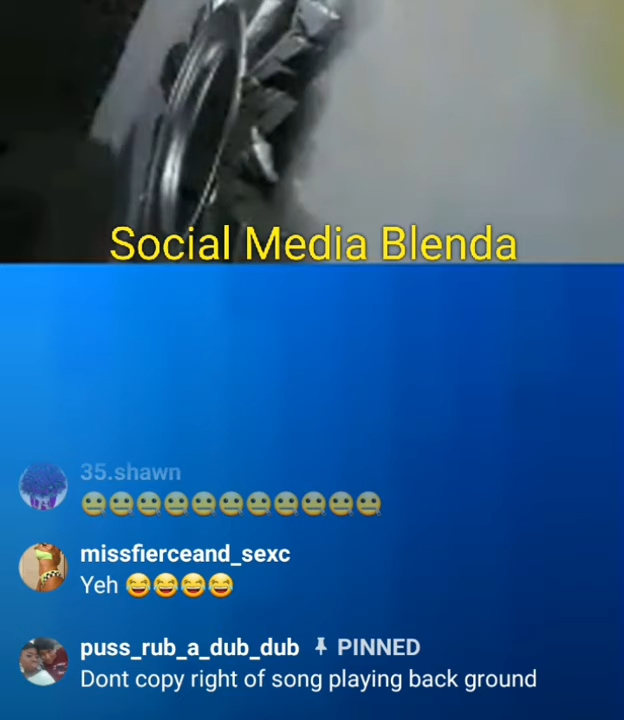 Social Media Blenda
35.shawn
🤐🤐🤐🤐🤐🤐🤐🤐🤐🤐🤐
missfierceand_sexc
Yeh 😂😂😂😂
puss_rub_a_dub_dub PINNED
Dont copy right of song playing back ground